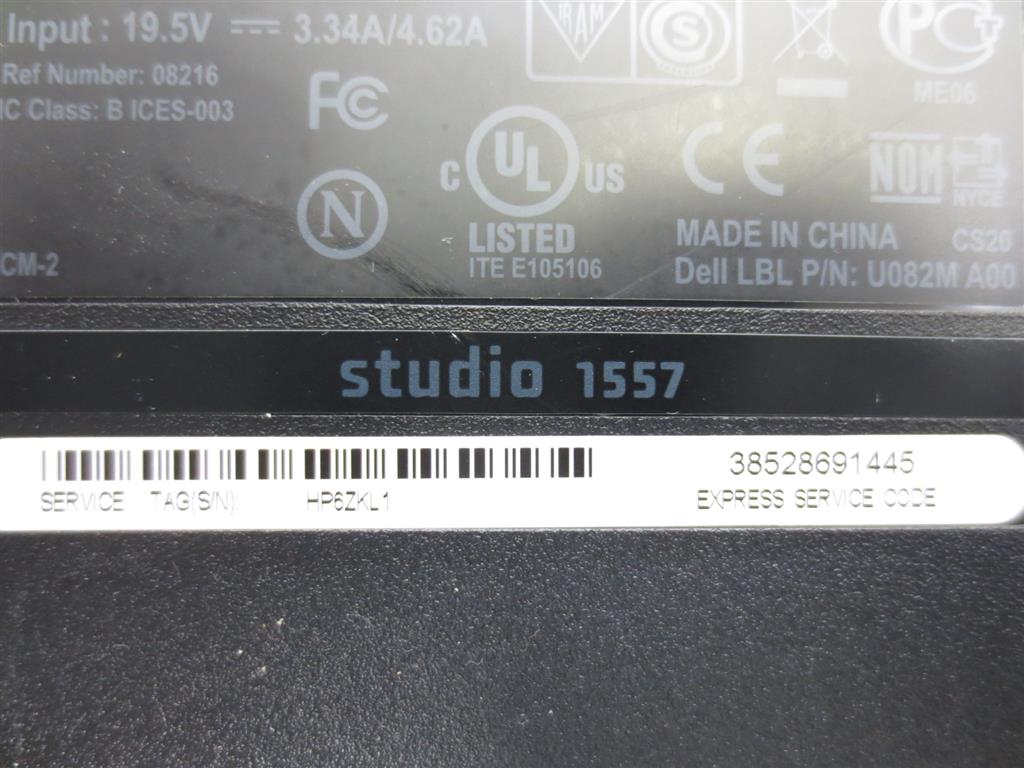 Input : 19.5V ⎓ 3.34A/4.62A
Ref Number: 08216
IC Class: B ICES-003
FC
IRAM
S
PCT
ME06
N
c UL US
LISTED
ITE E105106
CE
NOM
NYCE
CM-2
MADE IN CHINA
CS20
Dell LBL P/N: U082M A00
studio 1557
38528691445
SERVICE TAG(S/N): HP6ZKL1
EXPRESS SERVICE CODE